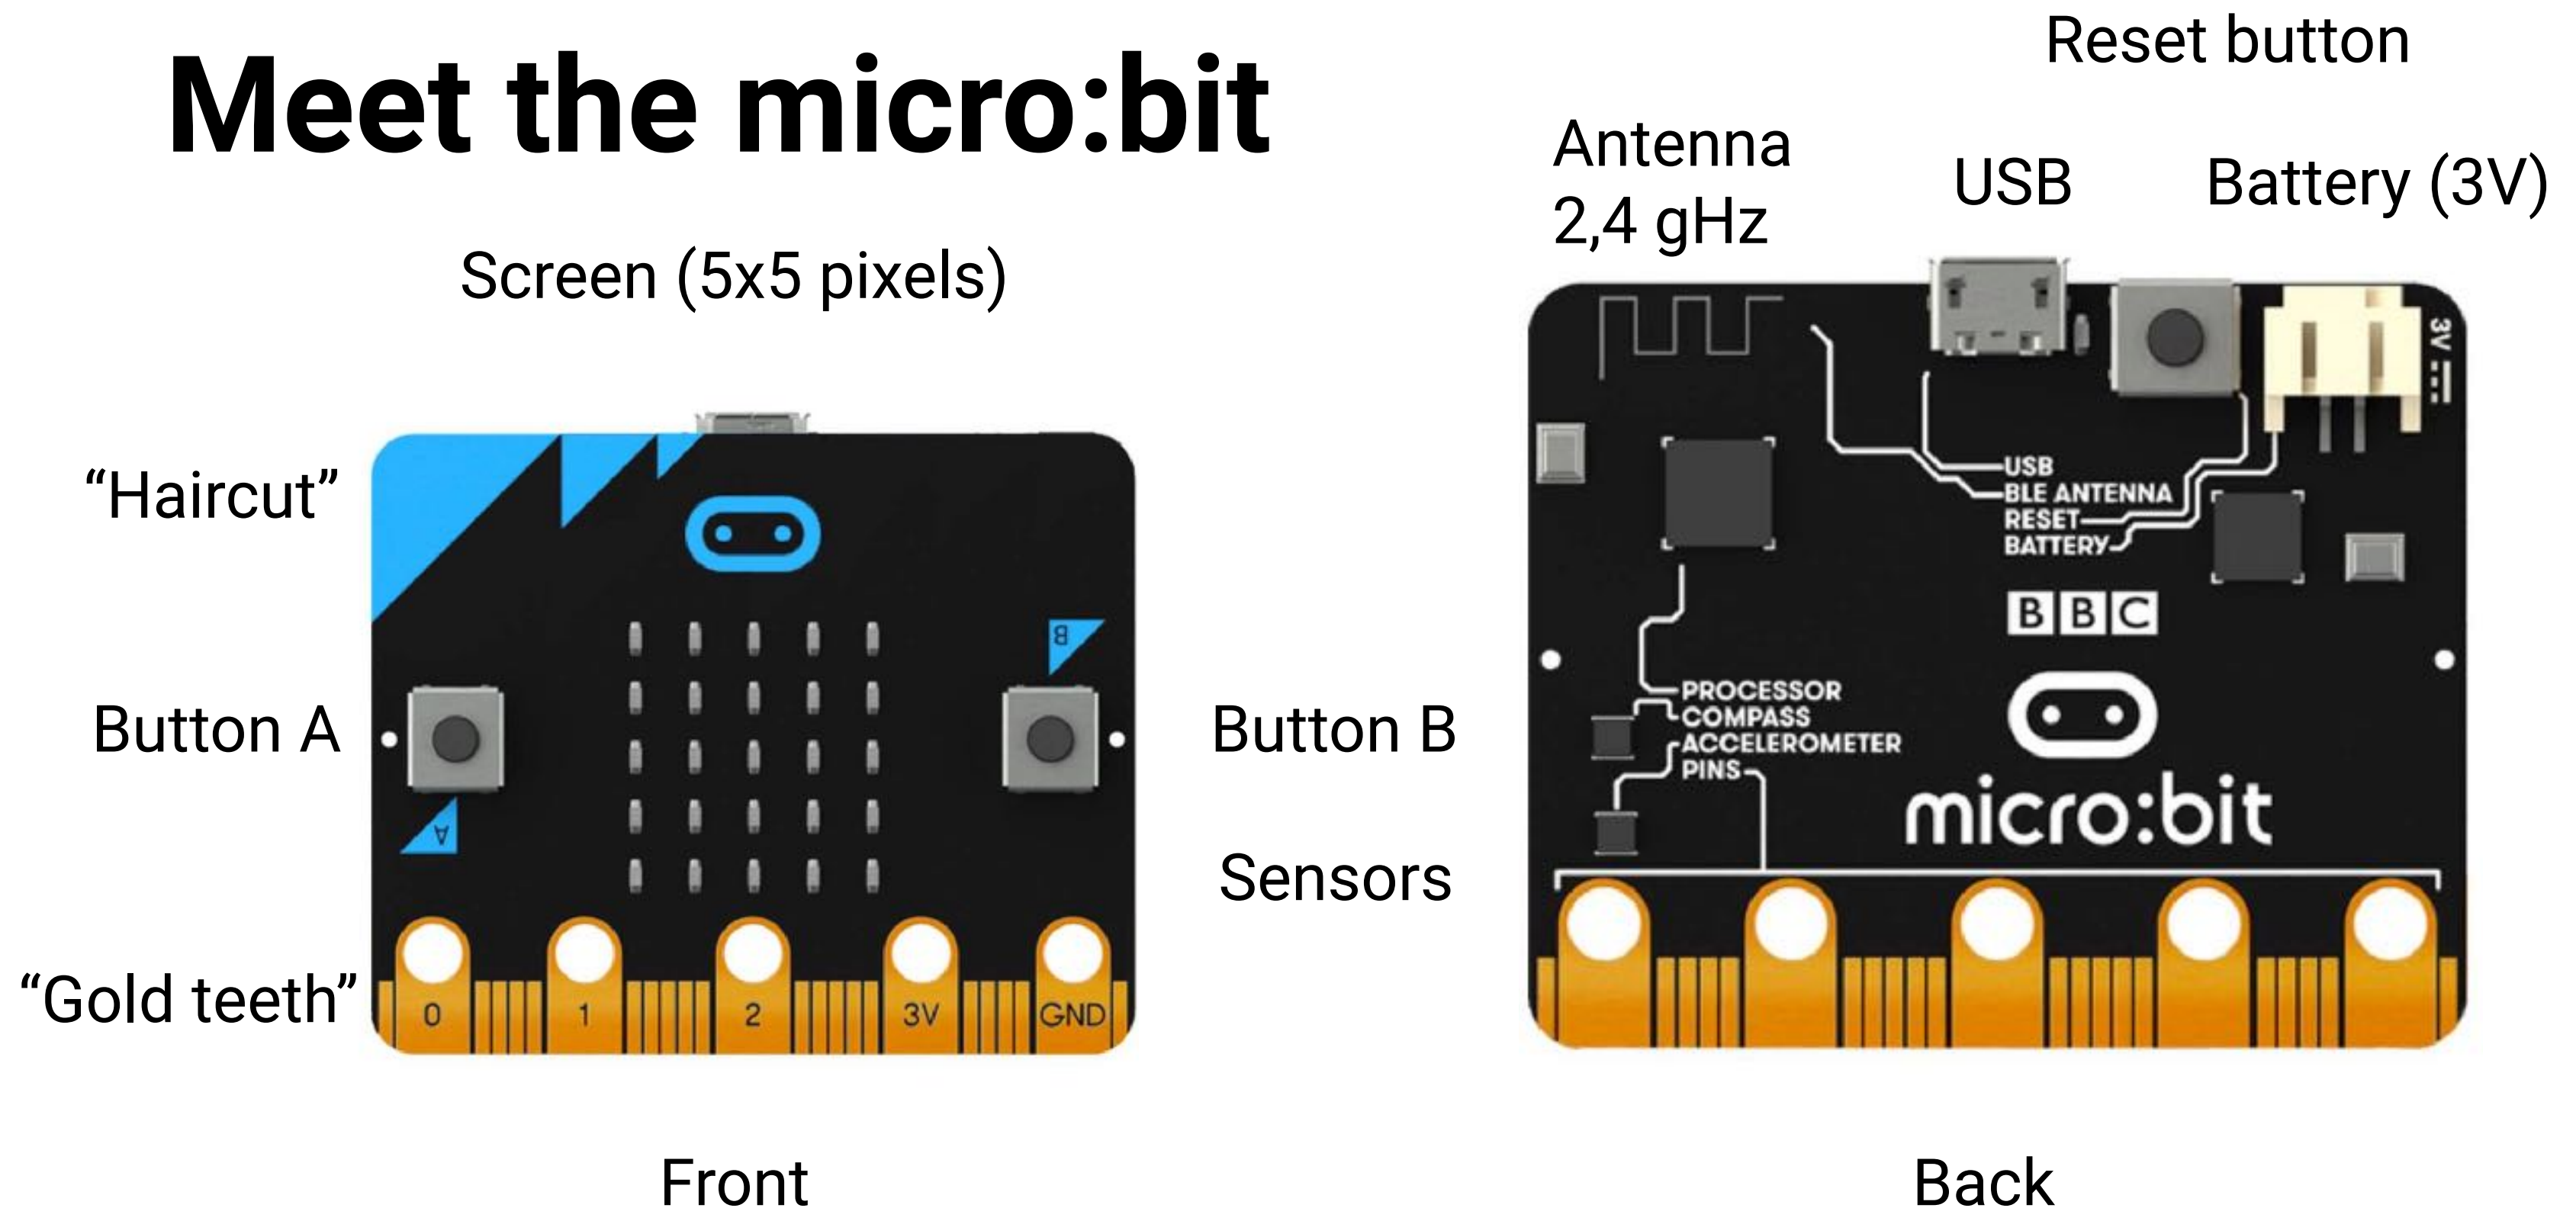 Meet the micro:bit
Screen (5x5 pixels)
“Haircut”
Button A
“Gold teeth”
B
A
0
1
2
3V
GND
Front
Button B
Sensors
Reset button
Antenna
2,4 gHz
USB
Battery (3V)
3V
USB
BLE ANTENNA
RESET
BATTERY
BBC
PROCESSOR
COMPASS
ACCELEROMETER
PINS
micro:bit
Back